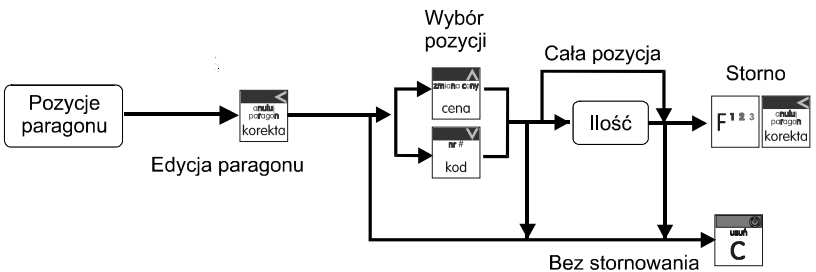 Pozycje
paragonu
anuluj
paragon
korekta
Edycja paragonu
Wybór
pozycji
zmiana ceny
cena
nr #
kod
Cała pozycja
Ilość
Storno
F 1 2 3
anuluj
paragon
korekta
usuń
C
Bez stornowania